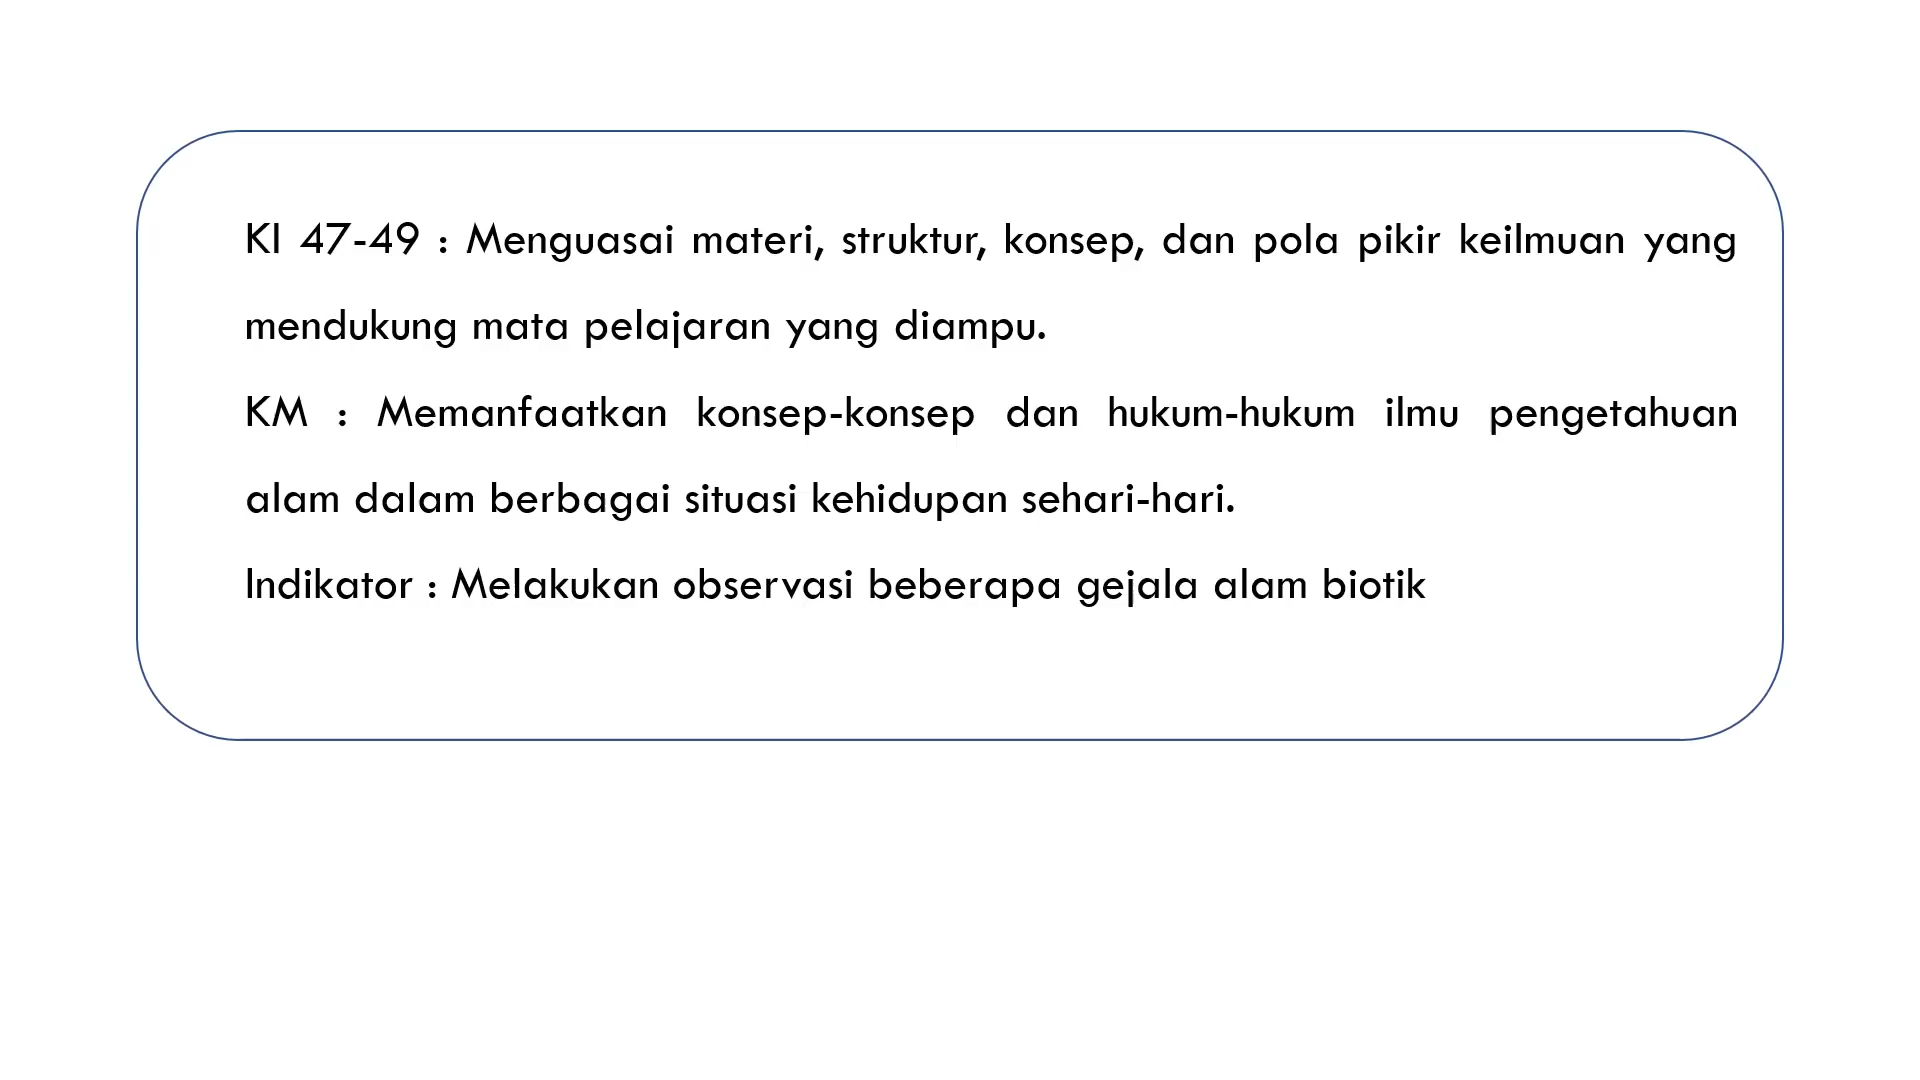 KI 47-49 : Menguasai materi, struktur, konsep, dan pola pikir keilmuan yang
mendukung mata pelajaran yang diampu.
KM : Memanfaatkan konsep-konsep dan hukum-hukum ilmu pengetahuan
alam dalam berbagai situasi kehidupan sehari-hari.
Indikator : Melakukan observasi beberapa gejala alam biotik